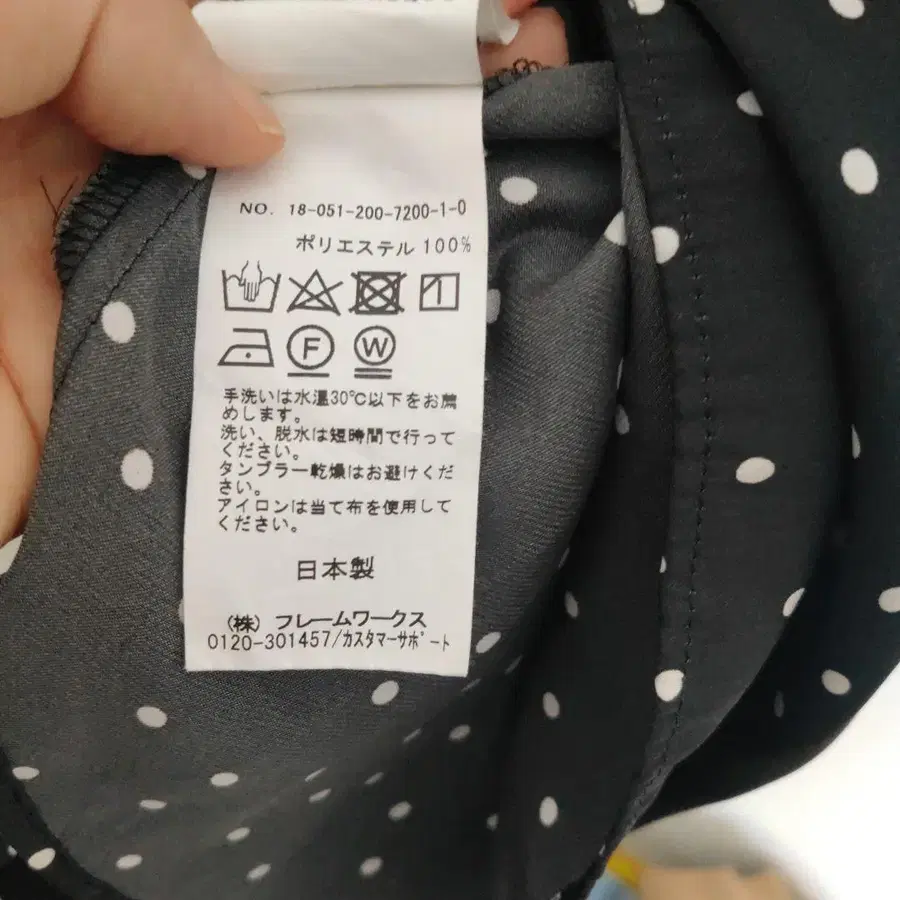 NO. 18-051-200-7200-1-0
ポリエステル 100%
F W
手洗いは水温30℃以下をお薦
めします。
洗い、脱水は短時間で行って
ください。
タンブラー乾燥はお避けくだ
さい。
アイロンは当て布を使用して
ください。
日本製
(株) フレームワークス
0120-301457/カスタマーサポート